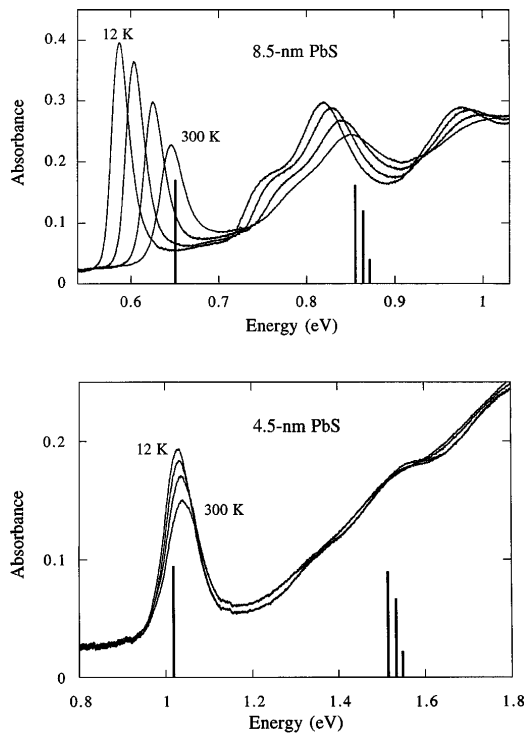 12 K
8.5-nm PbS
300 K
Absorbance
0.4
0.3
0.2
0.1
0
0.6
0.7
0.8
0.9
1
Energy (eV)
4.5-nm PbS
12 K
300 K
Absorbance
0.2
0.1
0
0.8
1
1.2
1.4
1.6
1.8
Energy (eV)